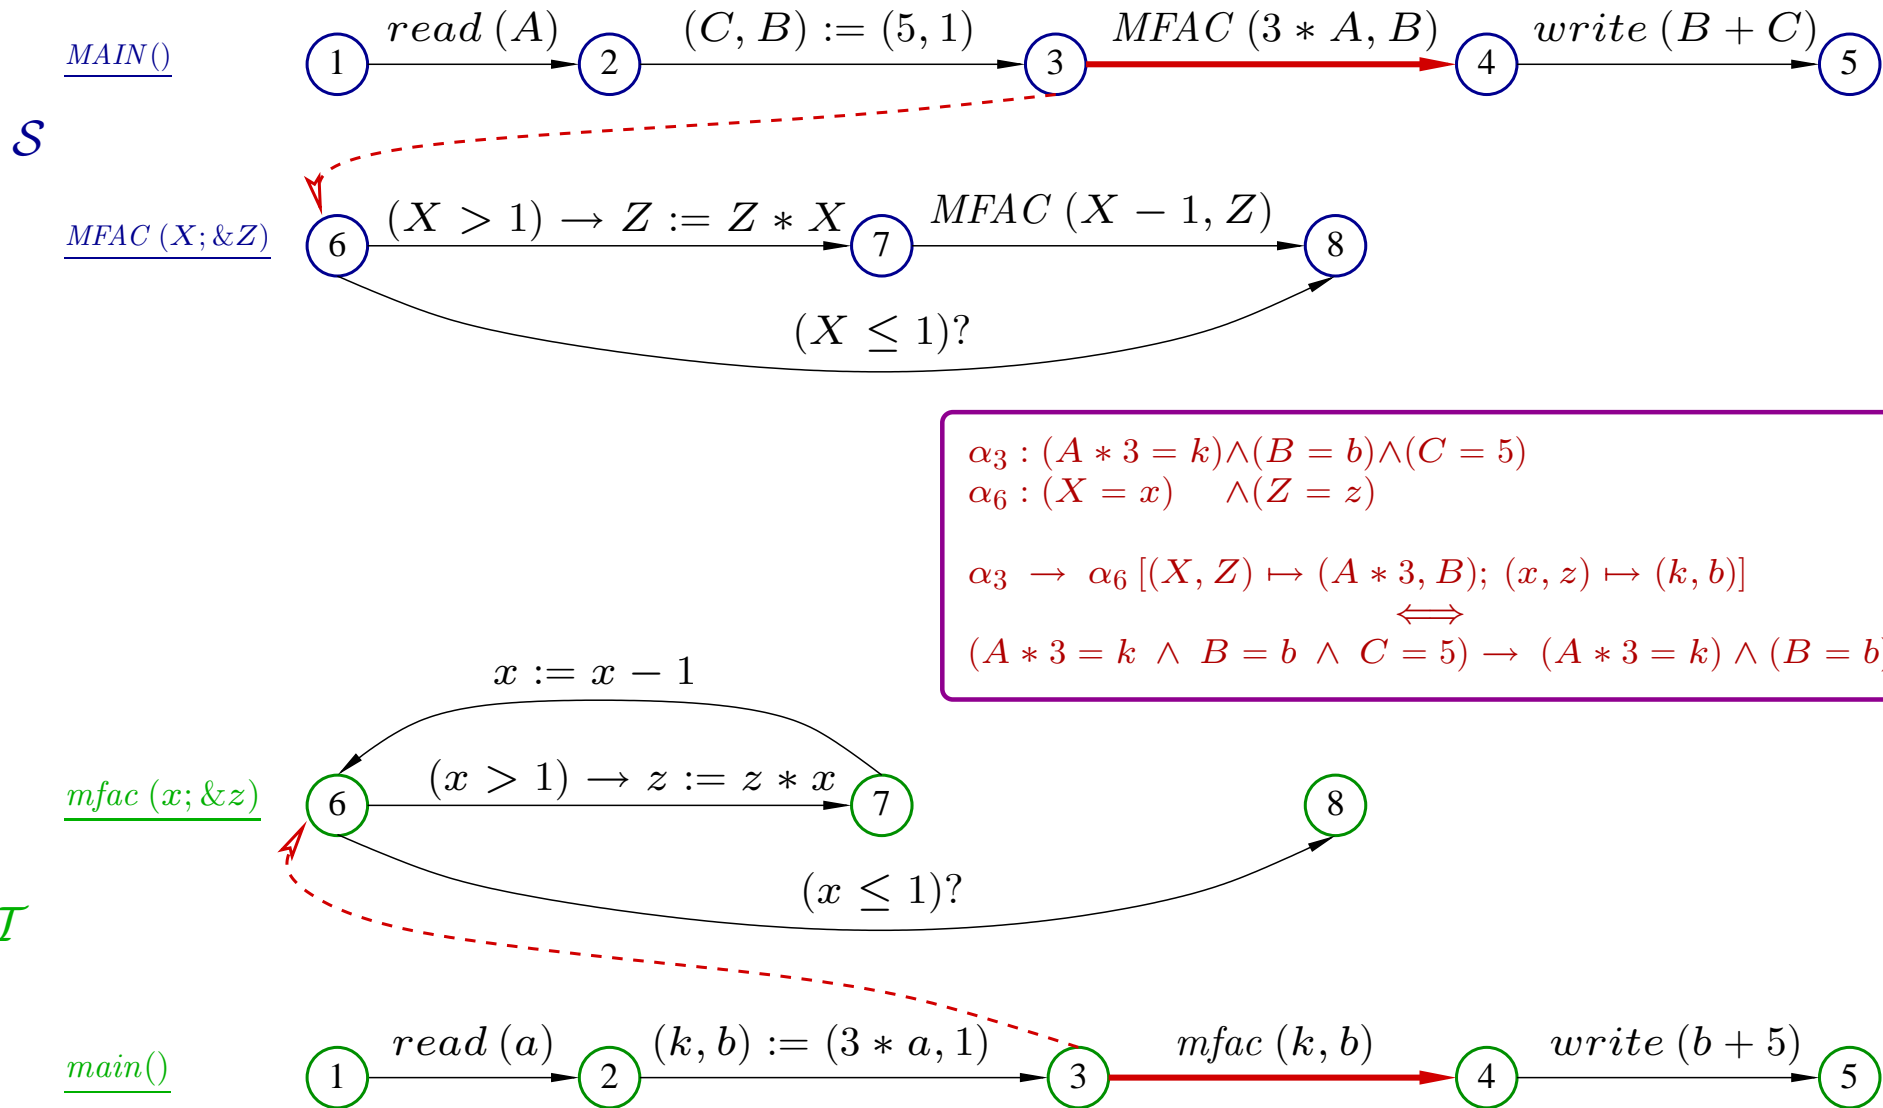 MAIN() 1 read (A) 2 (C, B) := (5, 1) 3 MFAC (3 ∗ A, B) 4 write (B + C) 5
S
MFAC (X; &Z) 6 (X > 1) → Z := Z ∗ X 7 MFAC (X − 1, Z) 8
(X ≤ 1)?
α₃ : (A ∗ 3 = k)∧(B = b)∧(C = 5)
α₆ : (X = x) ∧(Z = z)
α₃ → α₆ [(X, Z) ↦ (A ∗ 3, B); (x, z) ↦ (k, b)]
⟺
(A ∗ 3 = k ∧ B = b ∧ C = 5) → (A ∗ 3 = k) ∧ (B = b)
x := x − 1
mfac (x; &z) 6 (x > 1) → z := z ∗ x 7 8
(x ≤ 1)?
I
main() 1 read (a) 2 (k, b) := (3 ∗ a, 1) 3 mfac (k, b) 4 write (b + 5) 5